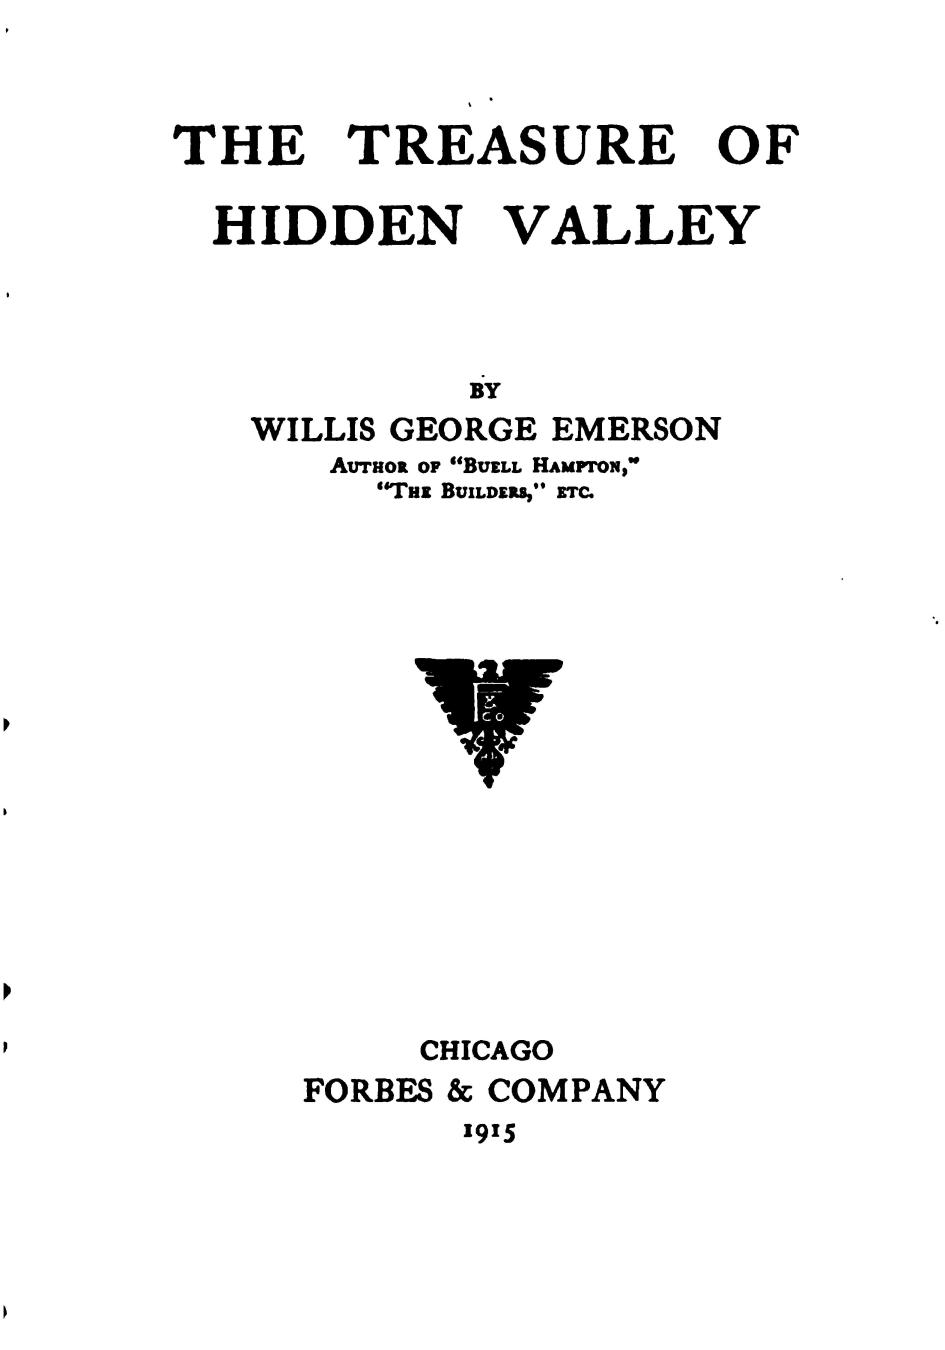 THE TREASURE OF
HIDDEN VALLEY
BY
WILLIS GEORGE EMERSON
AUTHOR OF “BUELL HAMPTON,”
“THE BUILDERS,” ETC.
&
CO
CHICAGO
FORBES & COMPANY
1915